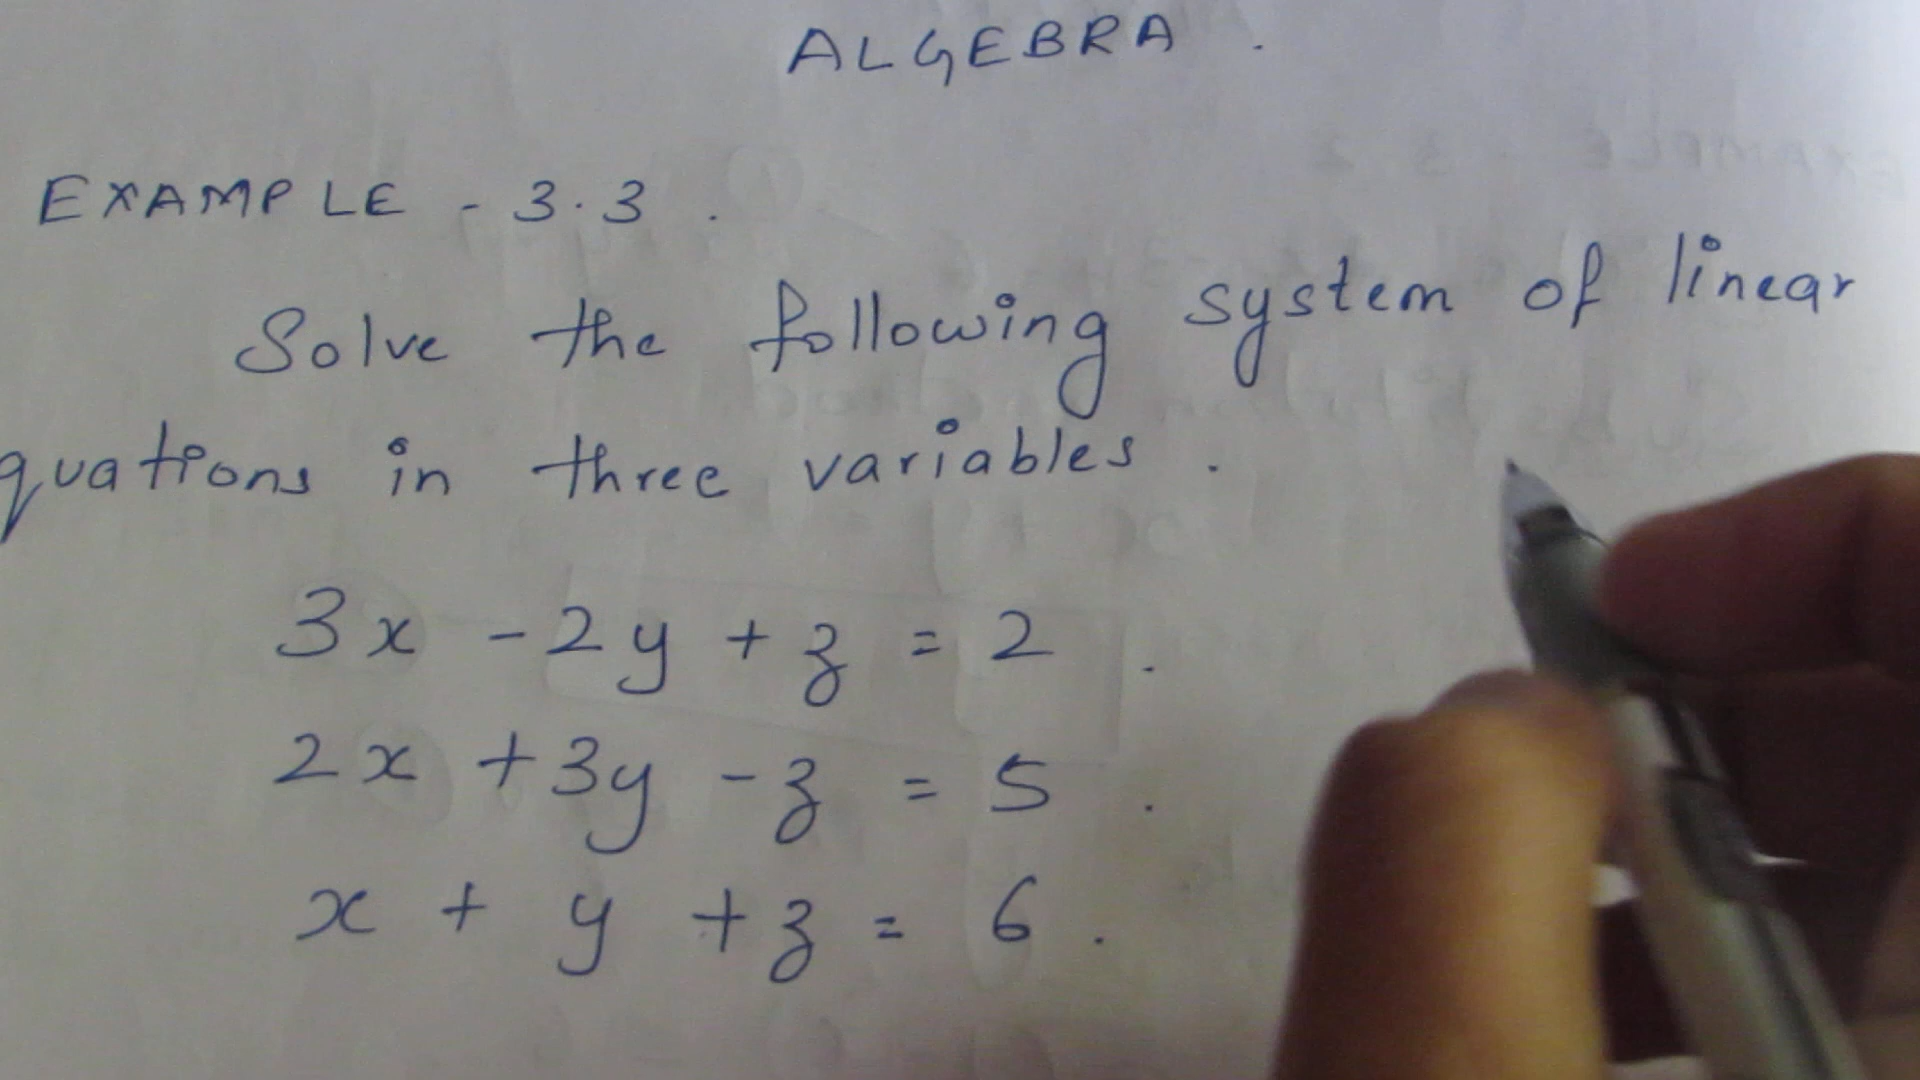 ALGEBRA .
EXAMPLE - 3.3 .
Solve the following system of linear
quations in three variables .
3x - 2y + z = 2 .
2x + 3y - z = 5 .
x + y + z = 6 .